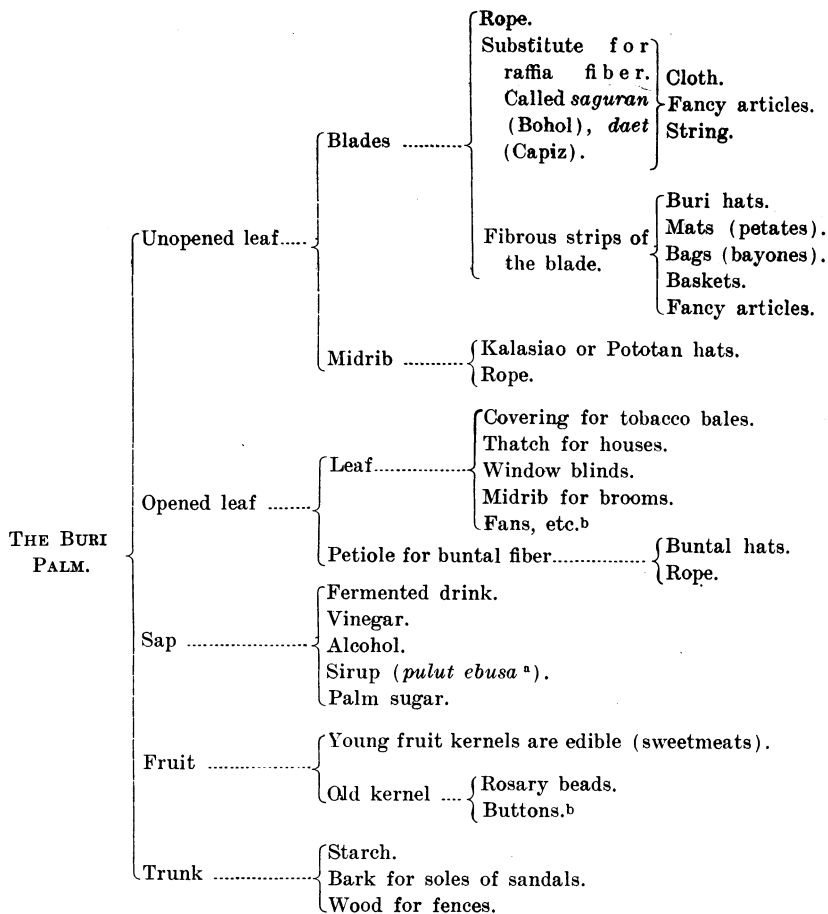 THE BURI
PALM.
Unopened leaf.....
Blades ...........
Rope.
Substitute for
raffia fiber.
Called saguran
(Bohol), daet
(Capiz).
Cloth.
Fancy articles.
String.
Fibrous strips of
the blade.
Buri hats.
Mats (petates).
Bags (bayones).
Baskets.
Fancy articles.
Midrib ...........
Kalasiao or Pototan hats.
Rope.
Opened leaf .......
Leaf...............
Covering for tobacco bales.
Thatch for houses.
Window blinds.
Midrib for brooms.
Fans, etc.b
Petiole for buntal fiber.................
Buntal hats.
Rope.
Sap ....................
Fermented drink.
Vinegar.
Alcohol.
Sirup (pulut ebusa a).
Palm sugar.
Fruit .................
Young fruit kernels are edible (sweetmeats).
Old kernel ....
Rosary beads.
Buttons.b
Trunk ................
Starch.
Bark for soles of sandals.
Wood for fences.